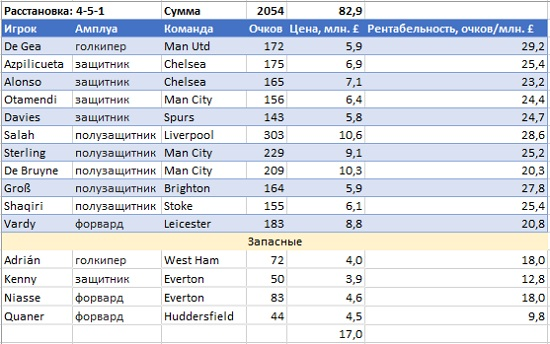 Расстановка: 4-5-1 Сумма 2054 82,9
Игрок Амплуа Команда Очков Цена, млн. £ Рентабельность, очков/млн. £
De Gea голкипер Man Utd 172 5,9 29,2
Azpilicueta защитник Chelsea 175 6,9 25,4
Alonso защитник Chelsea 165 7,1 23,2
Otamendi защитник Man City 156 6,4 24,4
Davies защитник Spurs 143 5,8 24,7
Salah полузащитник Liverpool 303 10,6 28,6
Sterling полузащитник Man City 229 9,1 25,2
De Bruyne полузащитник Man City 209 10,3 20,3
Groß полузащитник Brighton 164 5,9 27,8
Shaqiri полузащитник Stoke 155 6,1 25,4
Vardy форвард Leicester 183 8,8 20,8
Запасные
Adrián голкипер West Ham 72 4,0 18,0
Kenny защитник Everton 50 3,9 12,8
Niasse форвард Everton 83 4,6 18,0
Quaner форвард Huddersfield 44 4,5 9,8
17,0